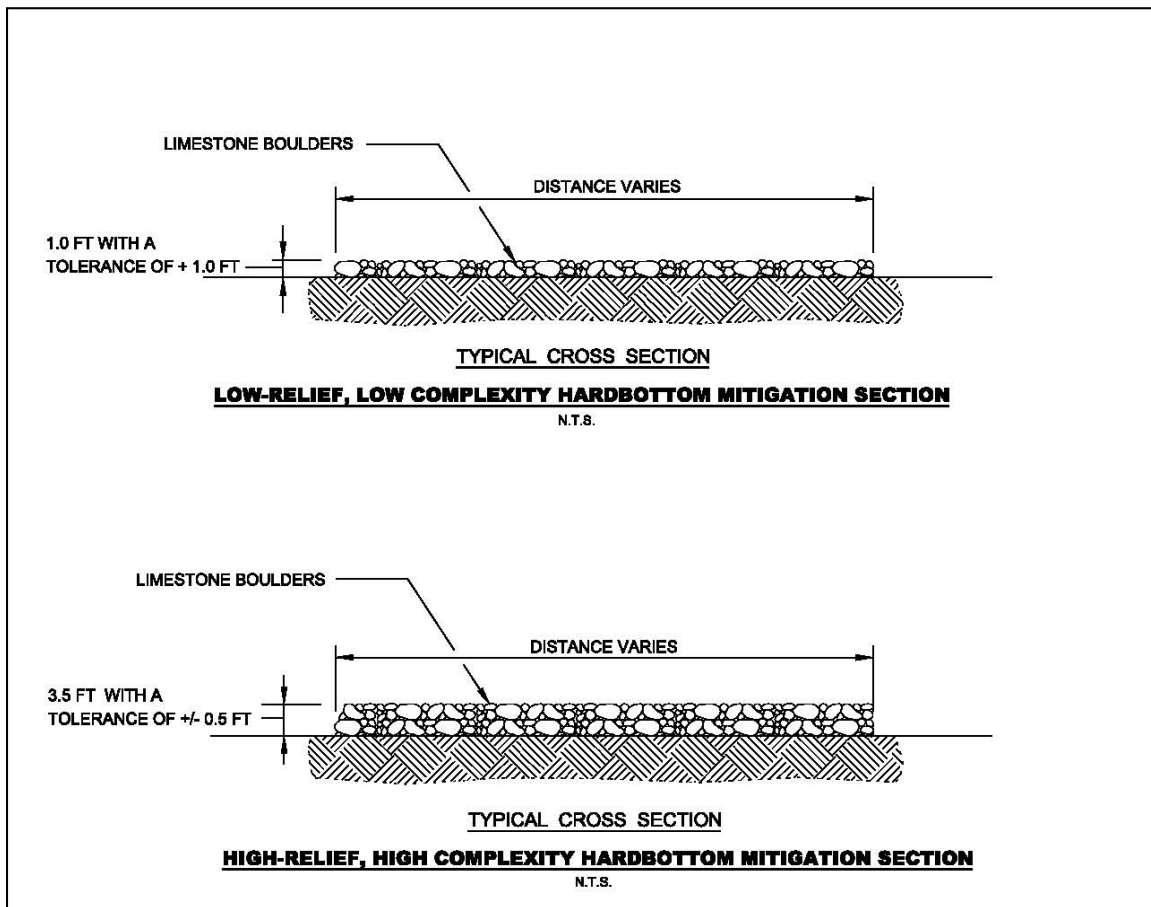 LIMESTONE BOULDERS
DISTANCE VARIES
1.0 FT WITH A
TOLERANCE OF + 1.0 FT
TYPICAL CROSS SECTION
LOW-RELIEF, LOW COMPLEXITY HARDBOTTOM MITIGATION SECTION
N.T.S.
LIMESTONE BOULDERS
DISTANCE VARIES
3.5 FT WITH A
TOLERANCE OF +/- 0.5 FT
TYPICAL CROSS SECTION
HIGH-RELIEF, HIGH COMPLEXITY HARDBOTTOM MITIGATION SECTION
N.T.S.